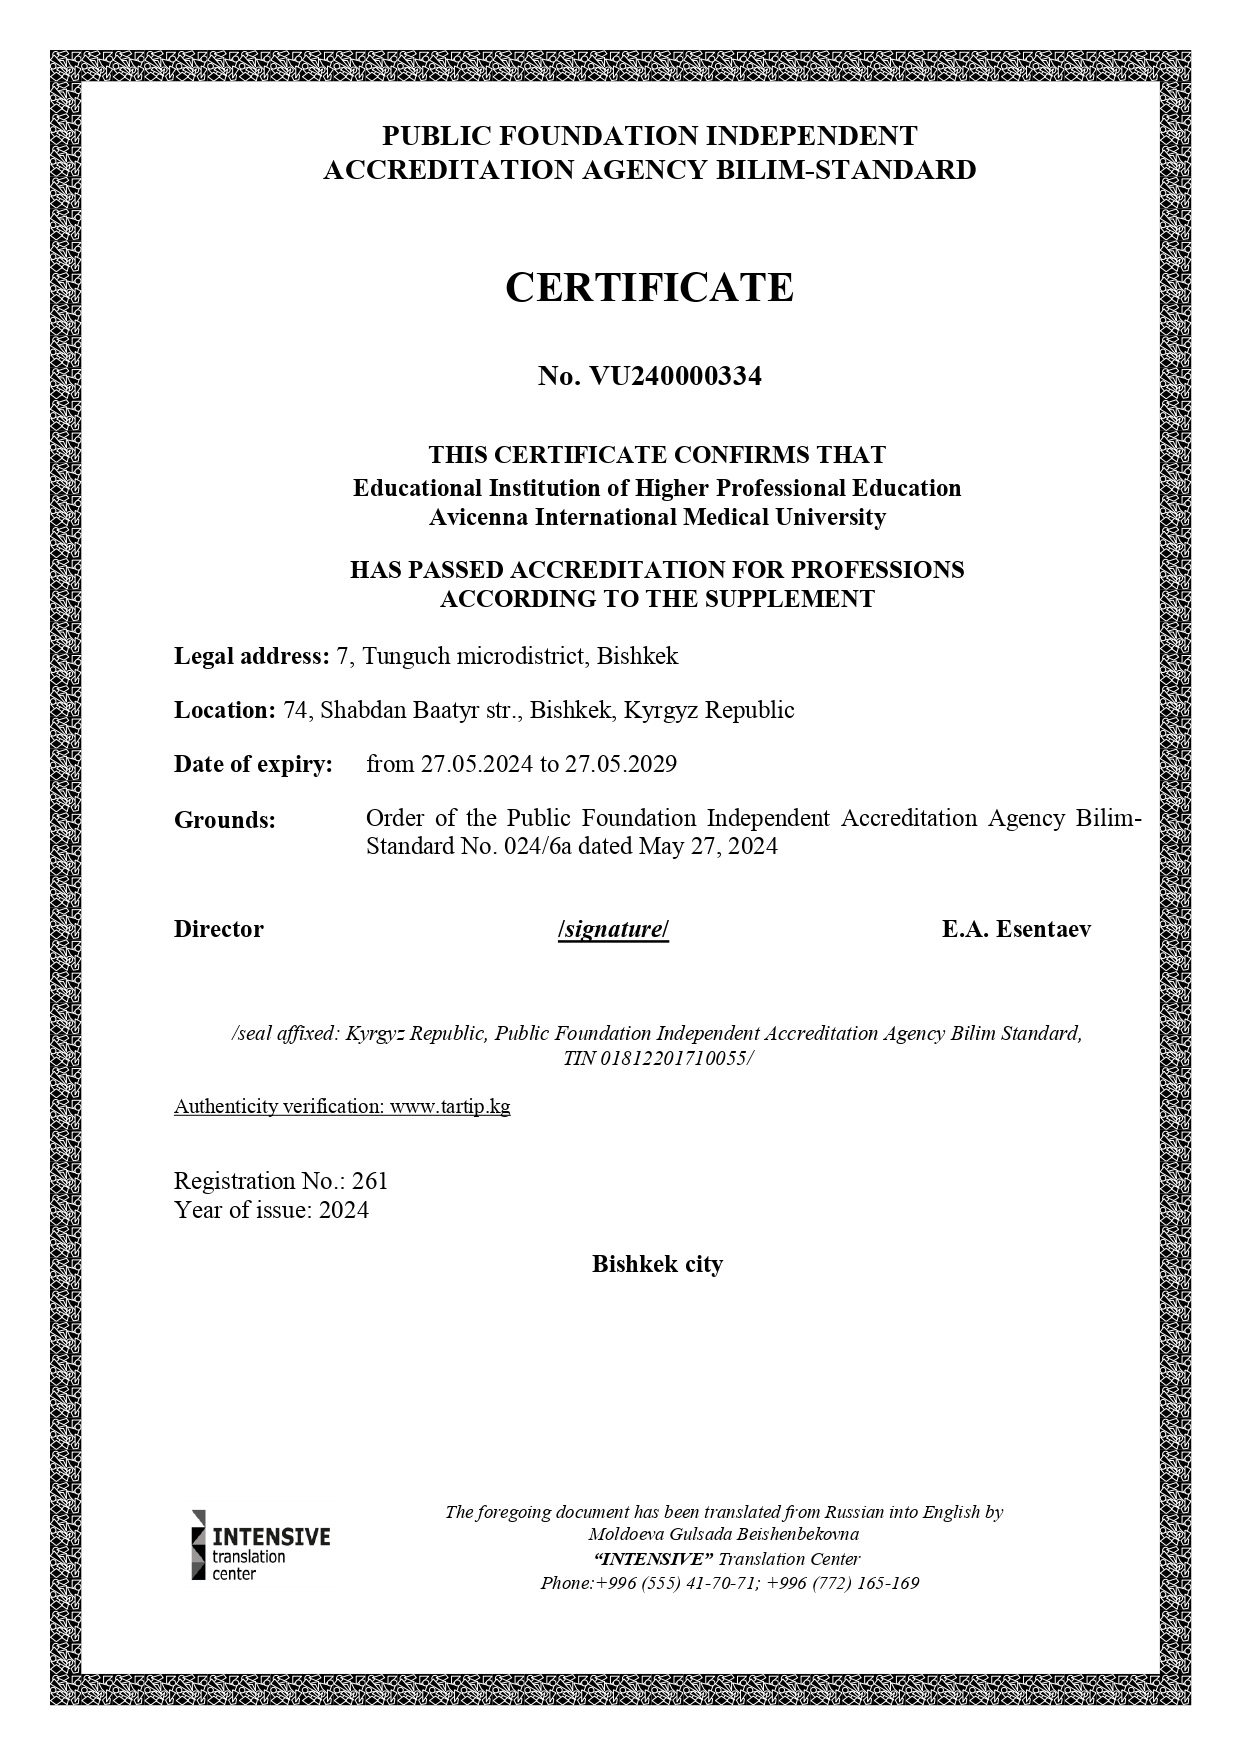 PUBLIC FOUNDATION INDEPENDENT
ACCREDITATION AGENCY BILIM-STANDARD
CERTIFICATE
No. VU240000334
THIS CERTIFICATE CONFIRMS THAT
Educational Institution of Higher Professional Education
Avicenna International Medical University
HAS PASSED ACCREDITATION FOR PROFESSIONS
ACCORDING TO THE SUPPLEMENT
Legal address: 7, Tunguch microdistrict, Bishkek
Location: 74, Shabdan Baatyr str., Bishkek, Kyrgyz Republic
Date of expiry: from 27.05.2024 to 27.05.2029
Grounds: Order of the Public Foundation Independent Accreditation Agency Bilim-
Standard No. 024/6a dated May 27, 2024
Director /signature/ E.A. Esentaev
/seal affixed: Kyrgyz Republic, Public Foundation Independent Accreditation Agency Bilim Standard,
TIN 01812201710055/
Authenticity verification: www.tartip.kg
Registration No.: 261
Year of issue: 2024
Bishkek city
INTENSIVE
translation
center
The foregoing document has been translated from Russian into English by
Moldoeva Gulsada Beishenbekovna
“INTENSIVE” Translation Center
Phone:+996 (555) 41-70-71; +996 (772) 165-169